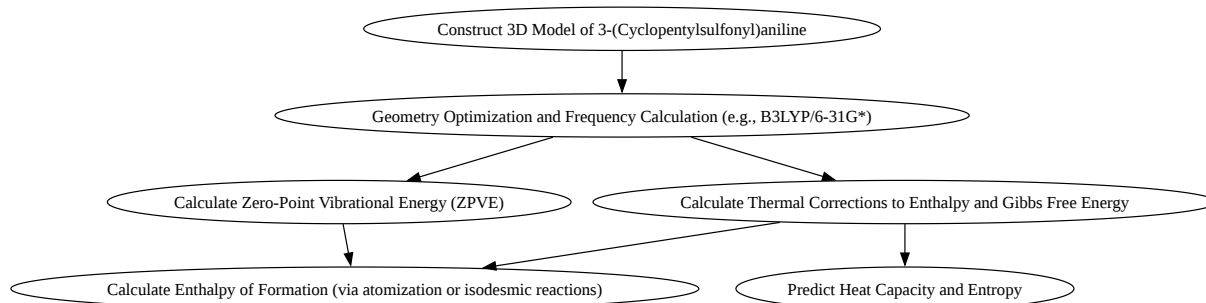 Construct 3D Model of 3-(Cyclopentylsulfonyl)aniline
Geometry Optimization and Frequency Calculation (e.g., B3LYP/6-31G*)
Calculate Zero-Point Vibrational Energy (ZPVE)
Calculate Thermal Corrections to Enthalpy and Gibbs Free Energy
Calculate Enthalpy of Formation (via atomization or isodesmic reactions)
Predict Heat Capacity and Entropy